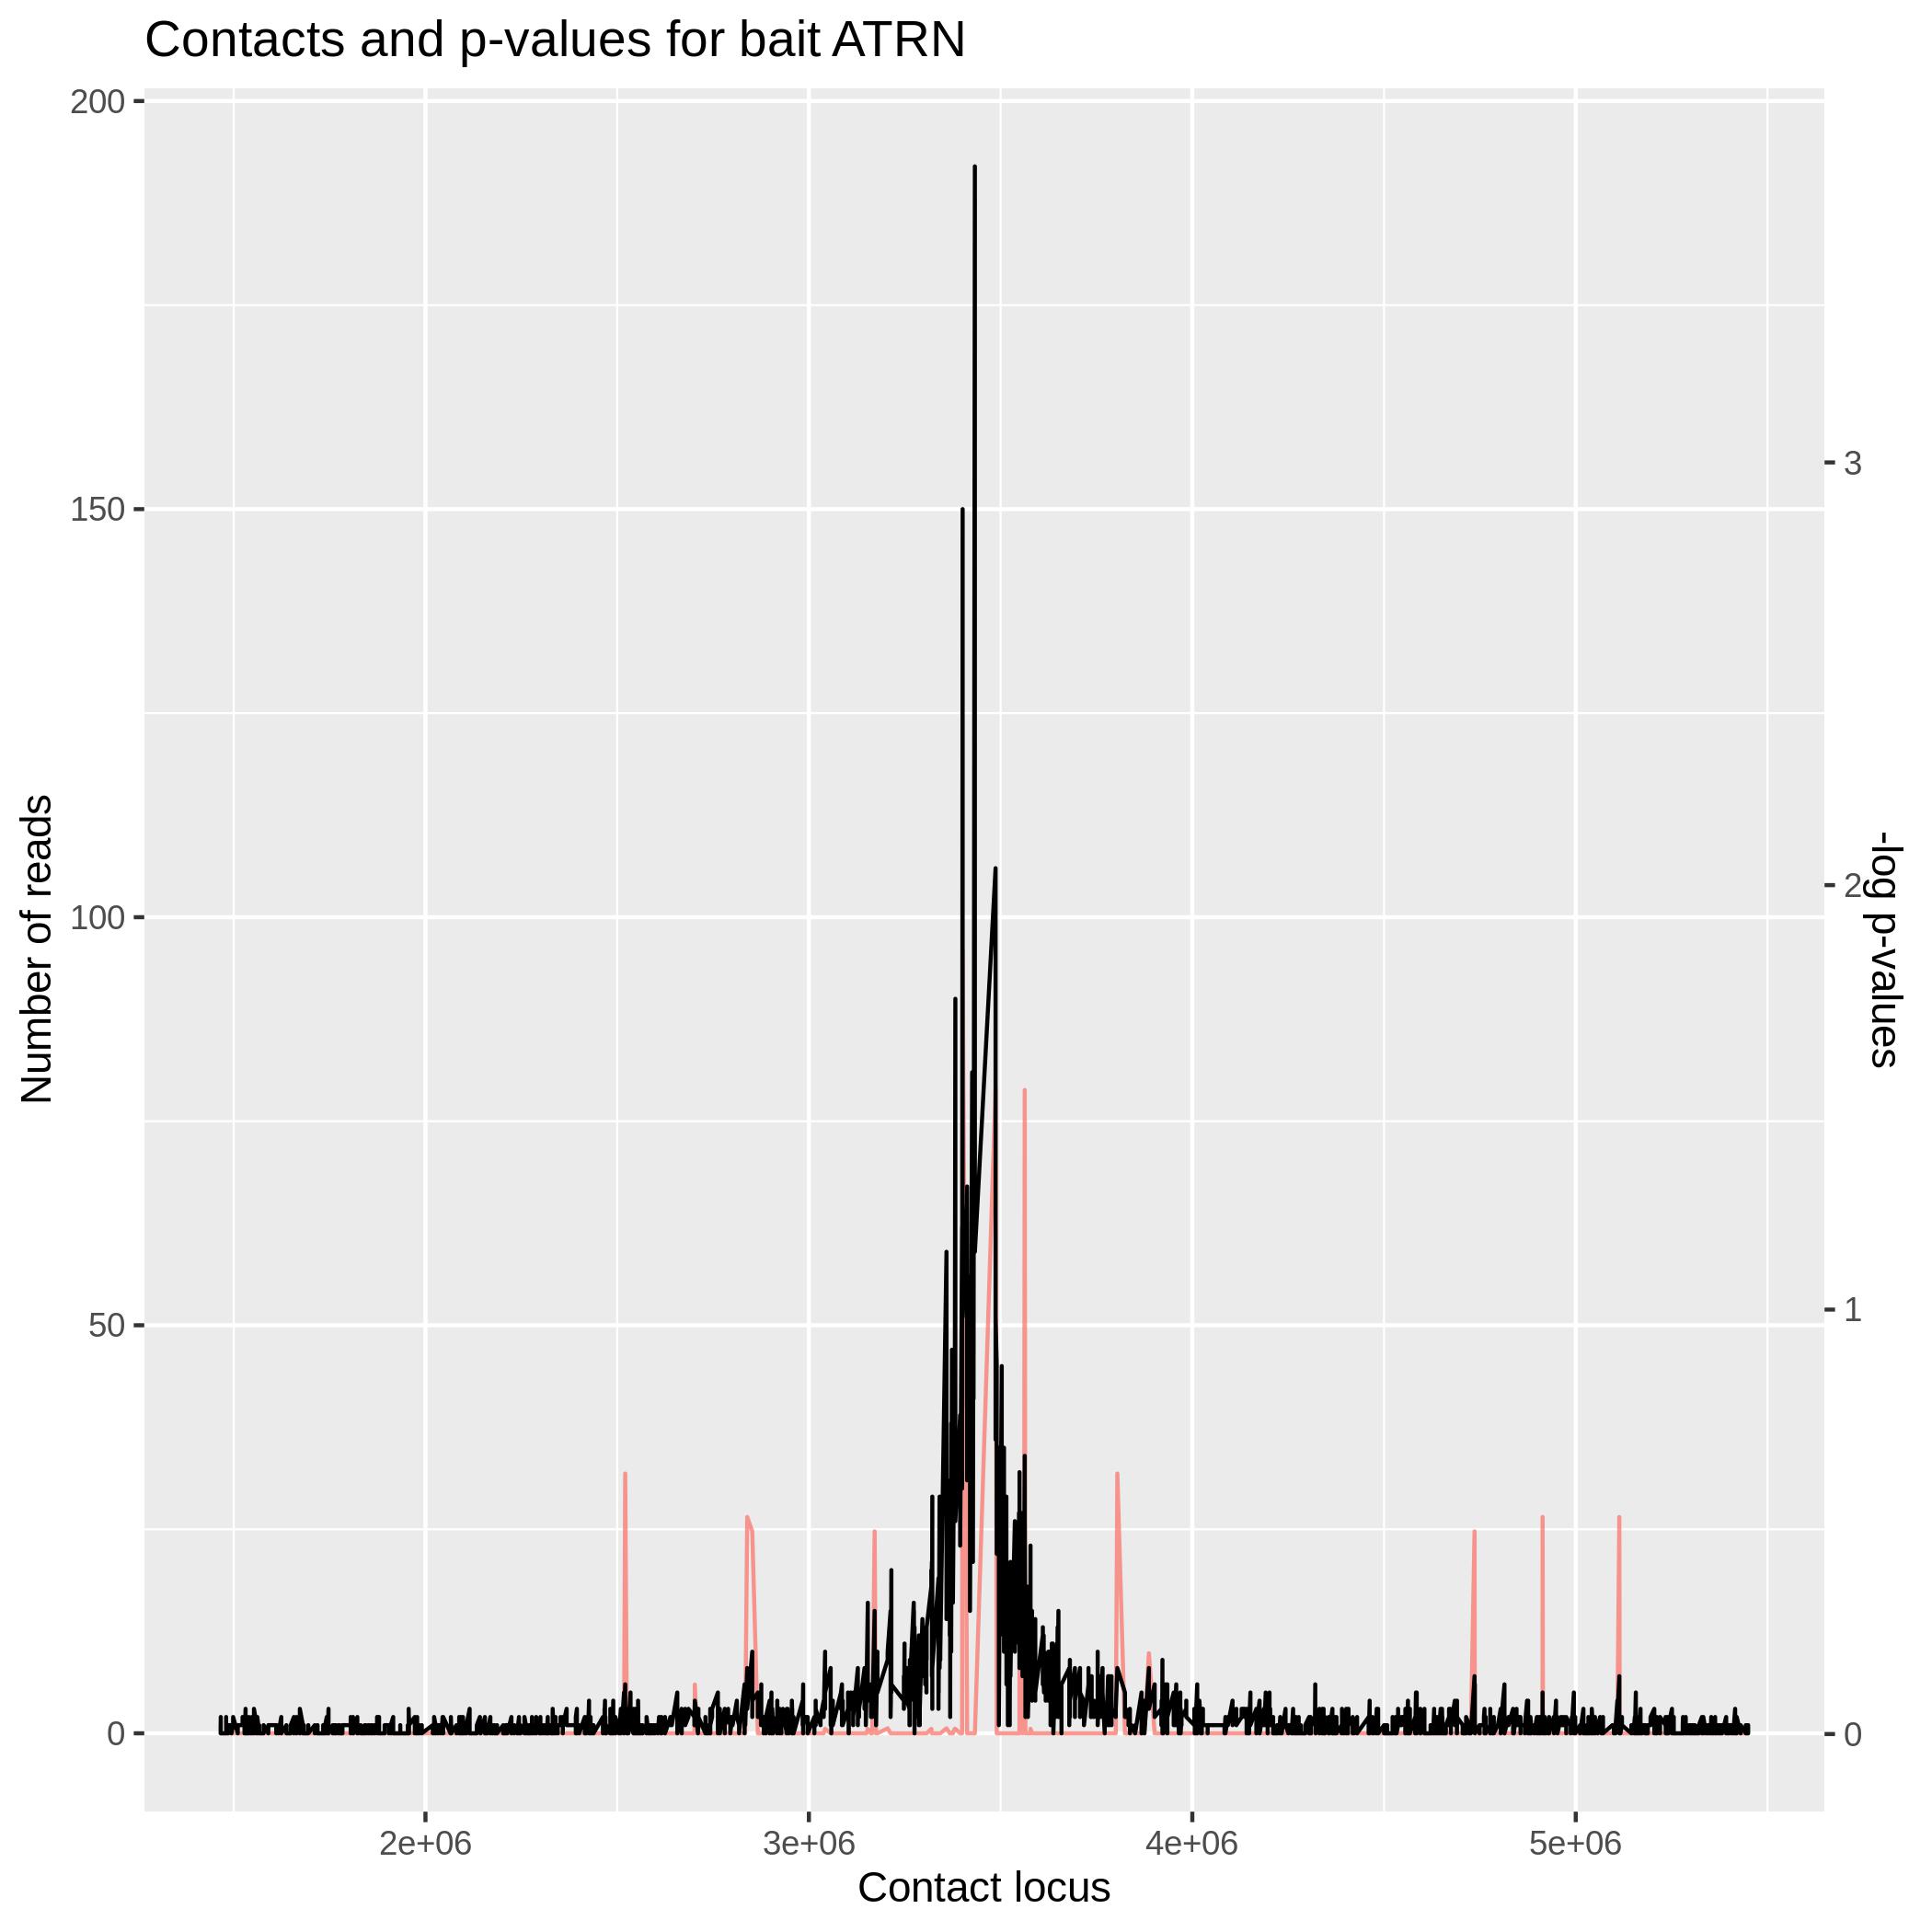 Contacts and p-values for bait ATRN
200
150
100
50
0
Number of reads
3
2
1
0
-log p-values
2e+06
3e+06
4e+06
5e+06
Contact locus